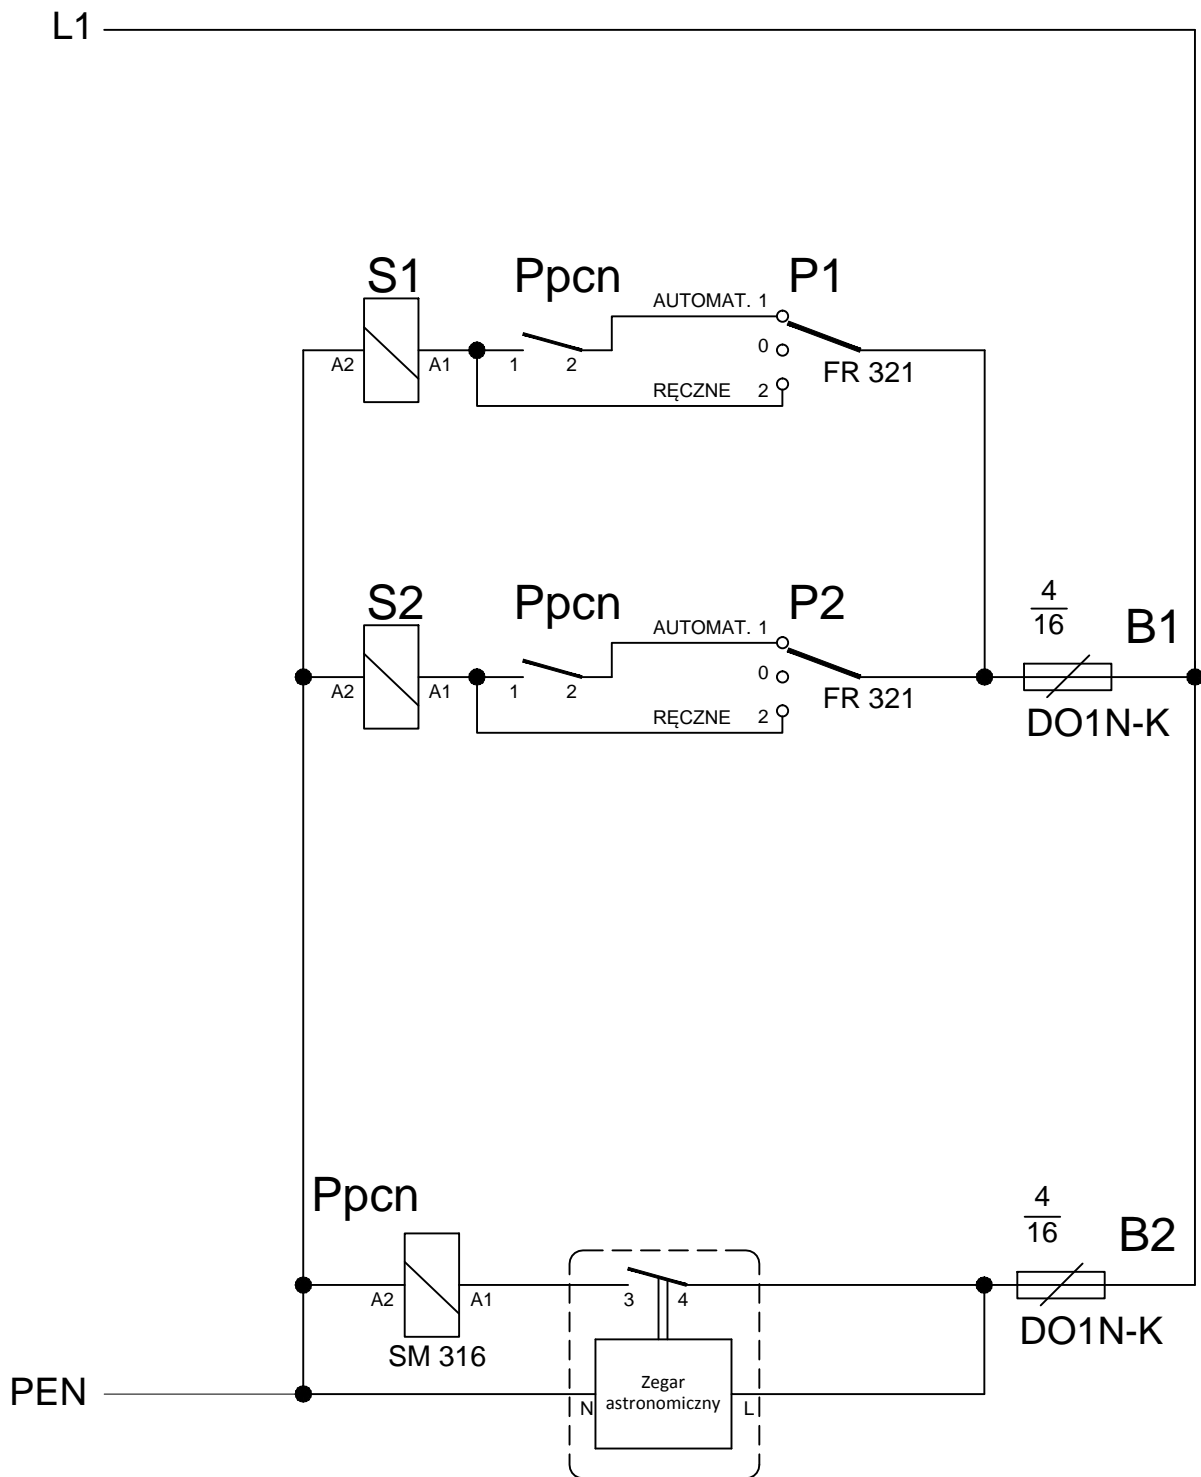 L1
S1 Ppcn P1
AUTOMAT. 1
0
A2 A1 1 2 FR 321
RĘCZNE 2
S2 Ppcn P2 4 B1
AUTOMAT. 1 16
0
A2 A1 1 2 FR 321
RĘCZNE 2 DO1N-K
Ppcn 4 B2
16
A2 A1 3 4
SM 316 DO1N-K
PEN Zegar
N astronomiczny L